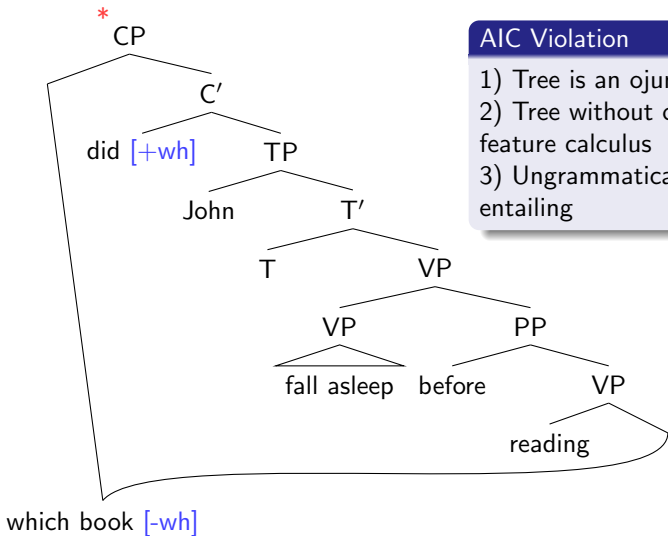 *
CP
AIC Violation
1) Tree is an
2) Tree without
feature calculus
3)
entailing
C′
did [+wh]
TP
John
T′
T
VP
VP
PP
fall asleep
before
VP
reading
which book [-wh]